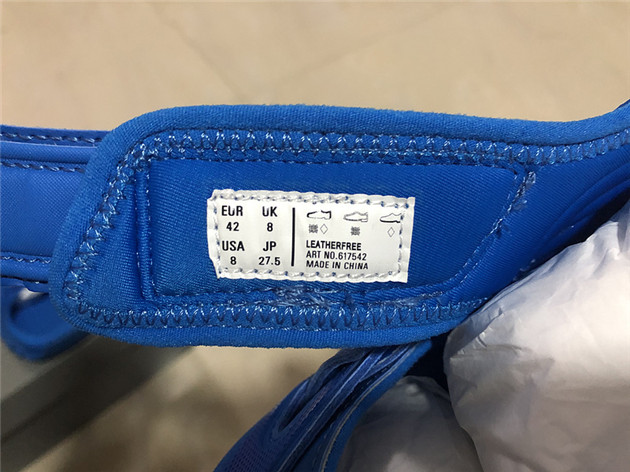 EUR UK
42 8
USA JP
8 27.5
LEATHERFREE
ART NO.617542
MADE IN CHINA